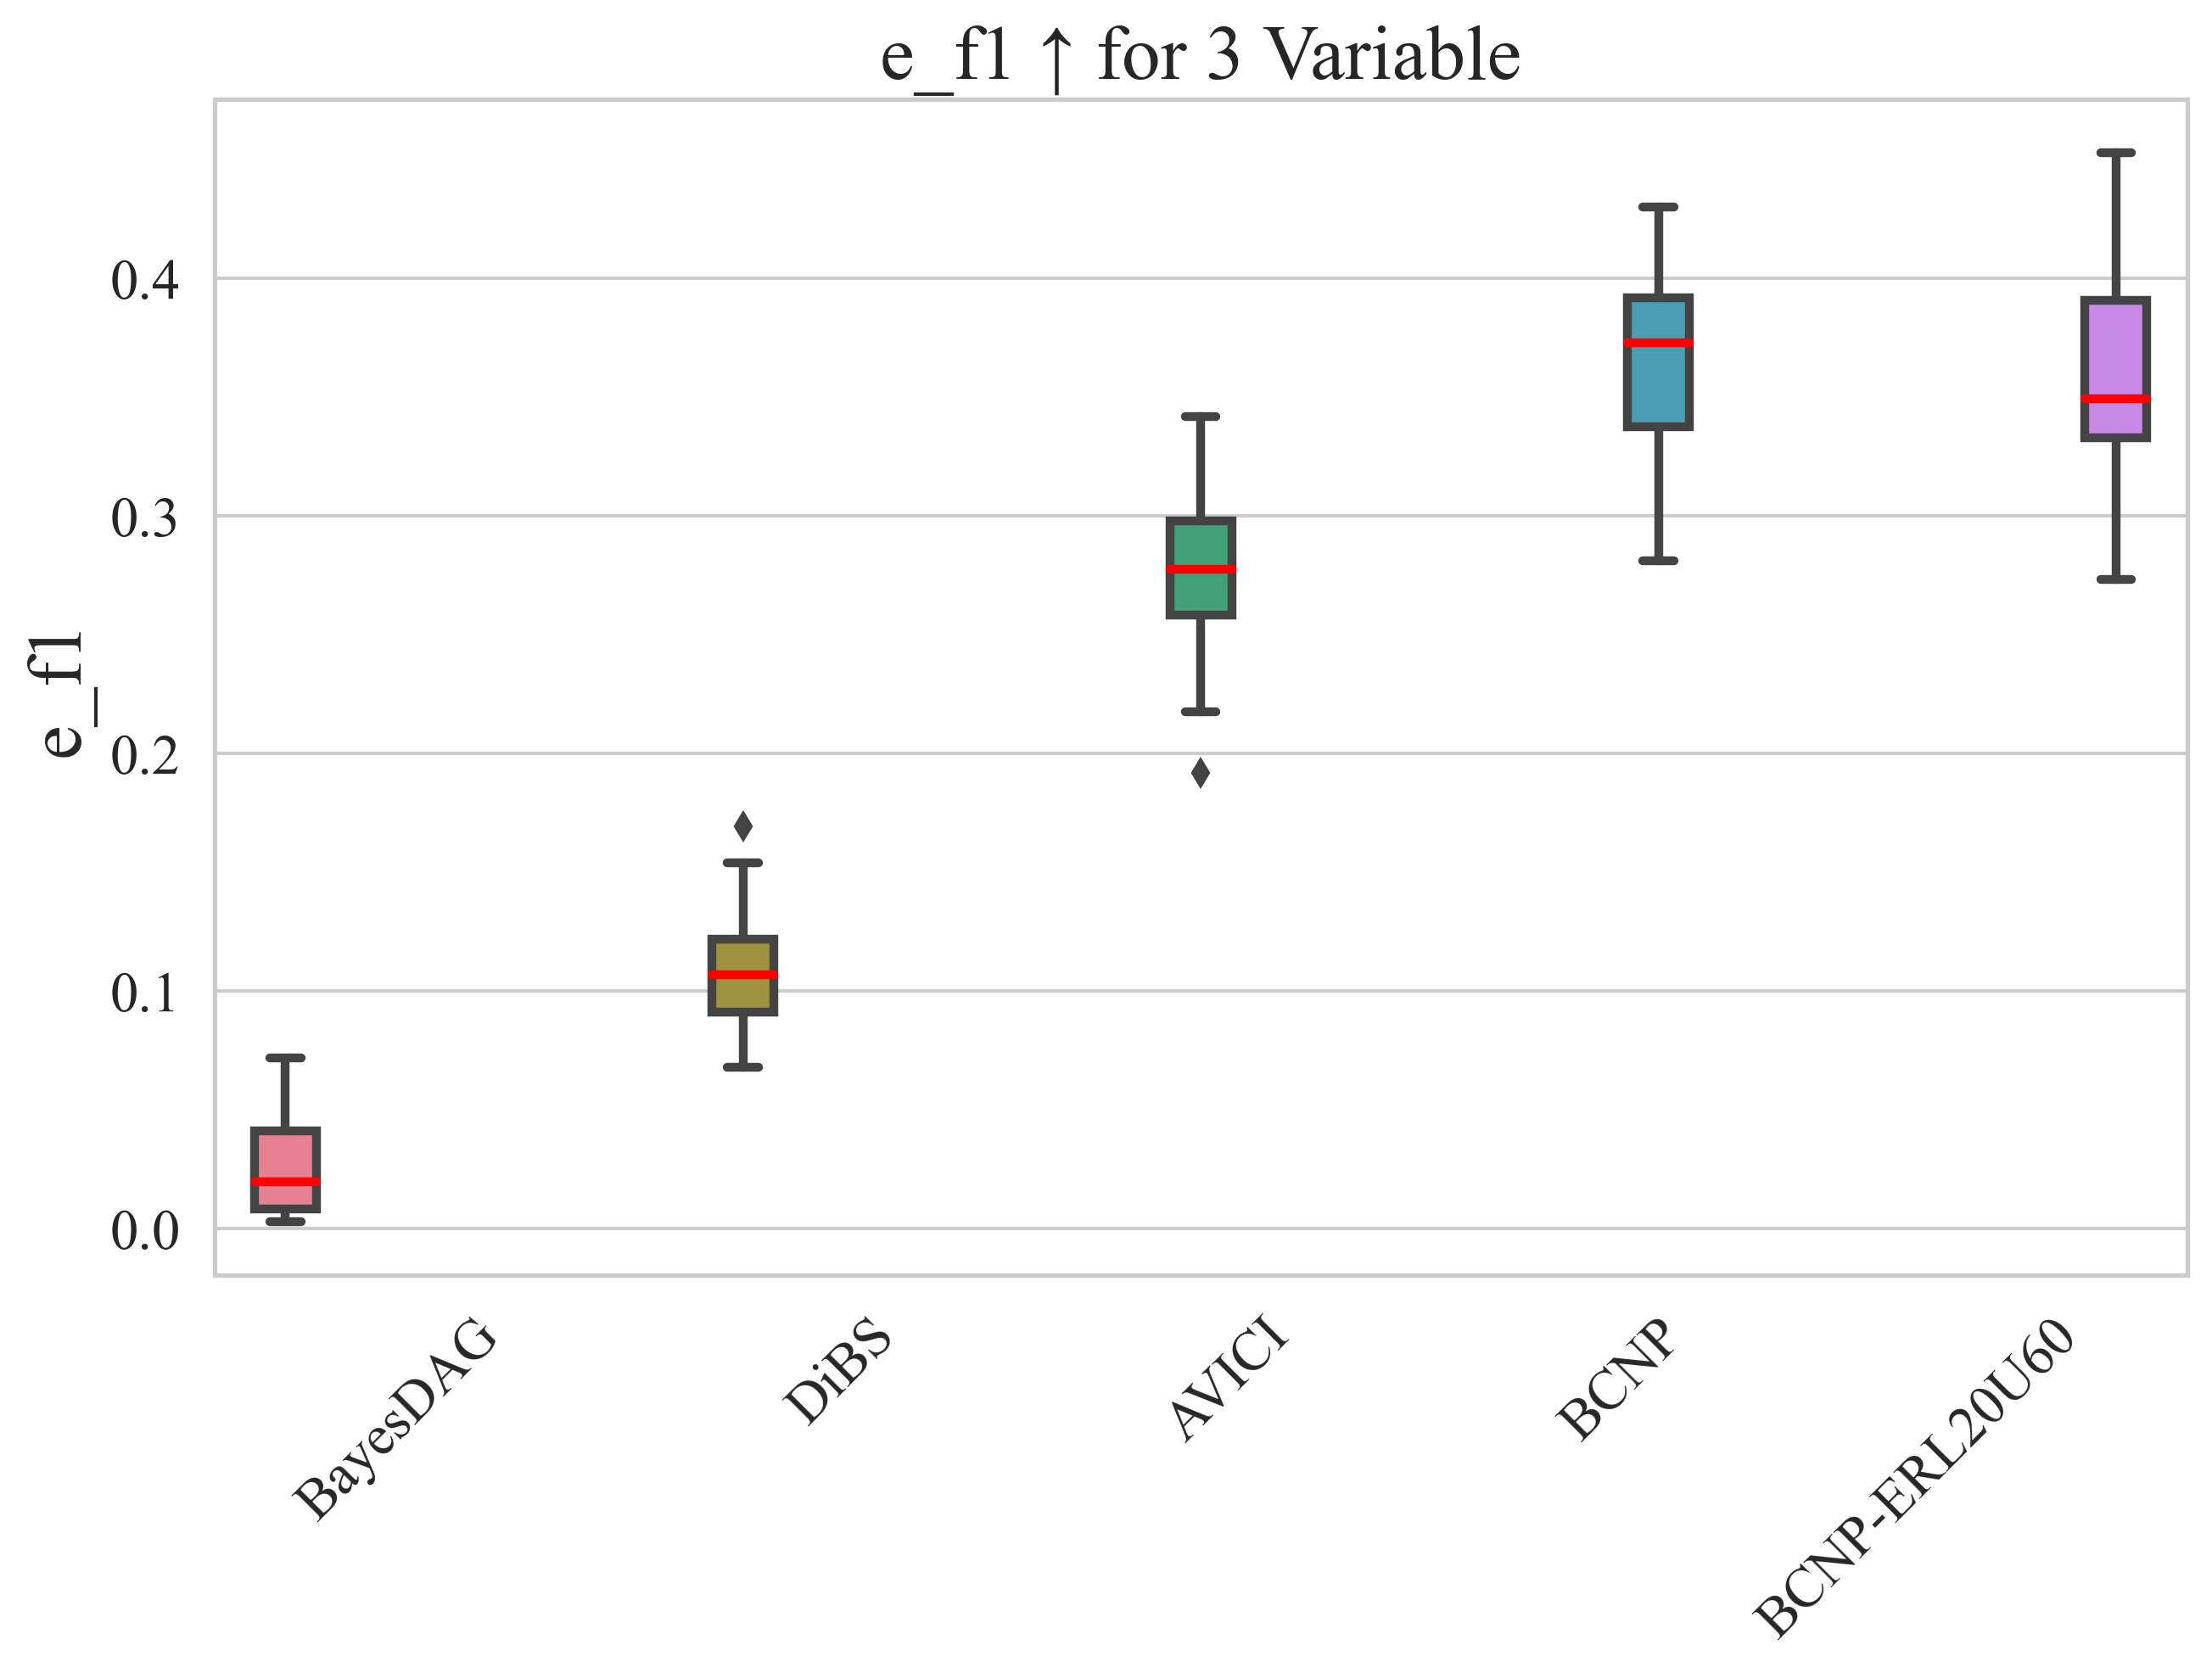 e_f1 ↑ for 3 Variable
e_f1
0.4
0.3
0.2
0.1
0.0
BayesDAG
DiBS
AVICI
BCNP
BCNP-ERL20U60